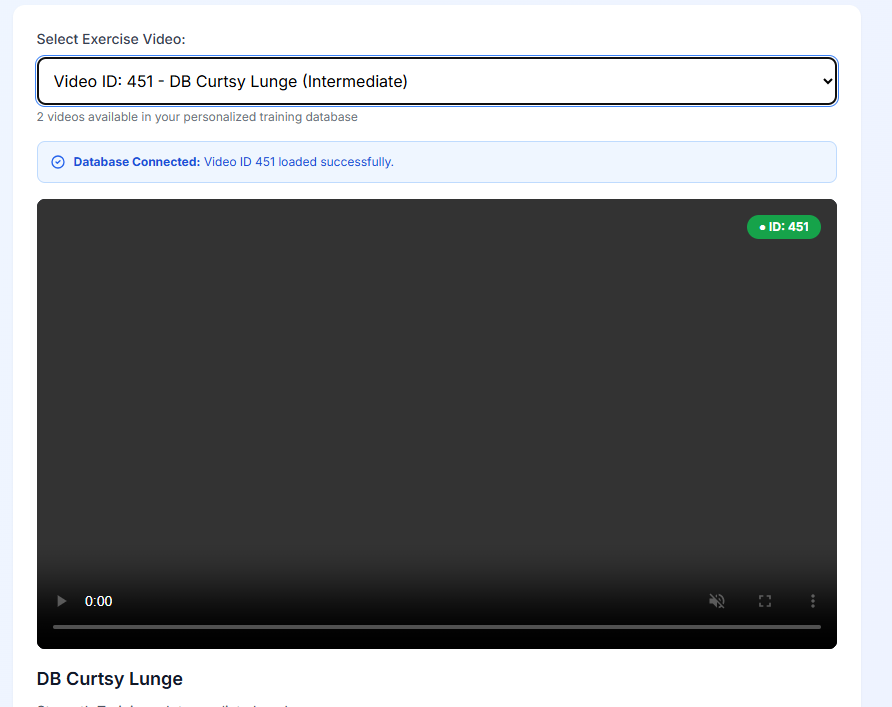 Select Exercise Video:
Video ID: 451 - DB Curtsy Lunge (Intermediate)
2 videos available in your personalized training database
Database Connected: Video ID 451 loaded successfully.
● ID: 451
0:00
DB Curtsy Lunge